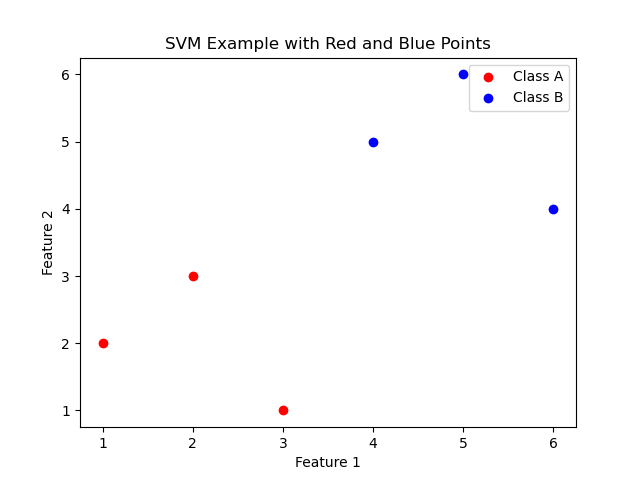 SVM Example with Red and Blue Points
Class A
Class B
6
5
4
3
2
1
Feature 2
1 2 3 4 5 6
Feature 1